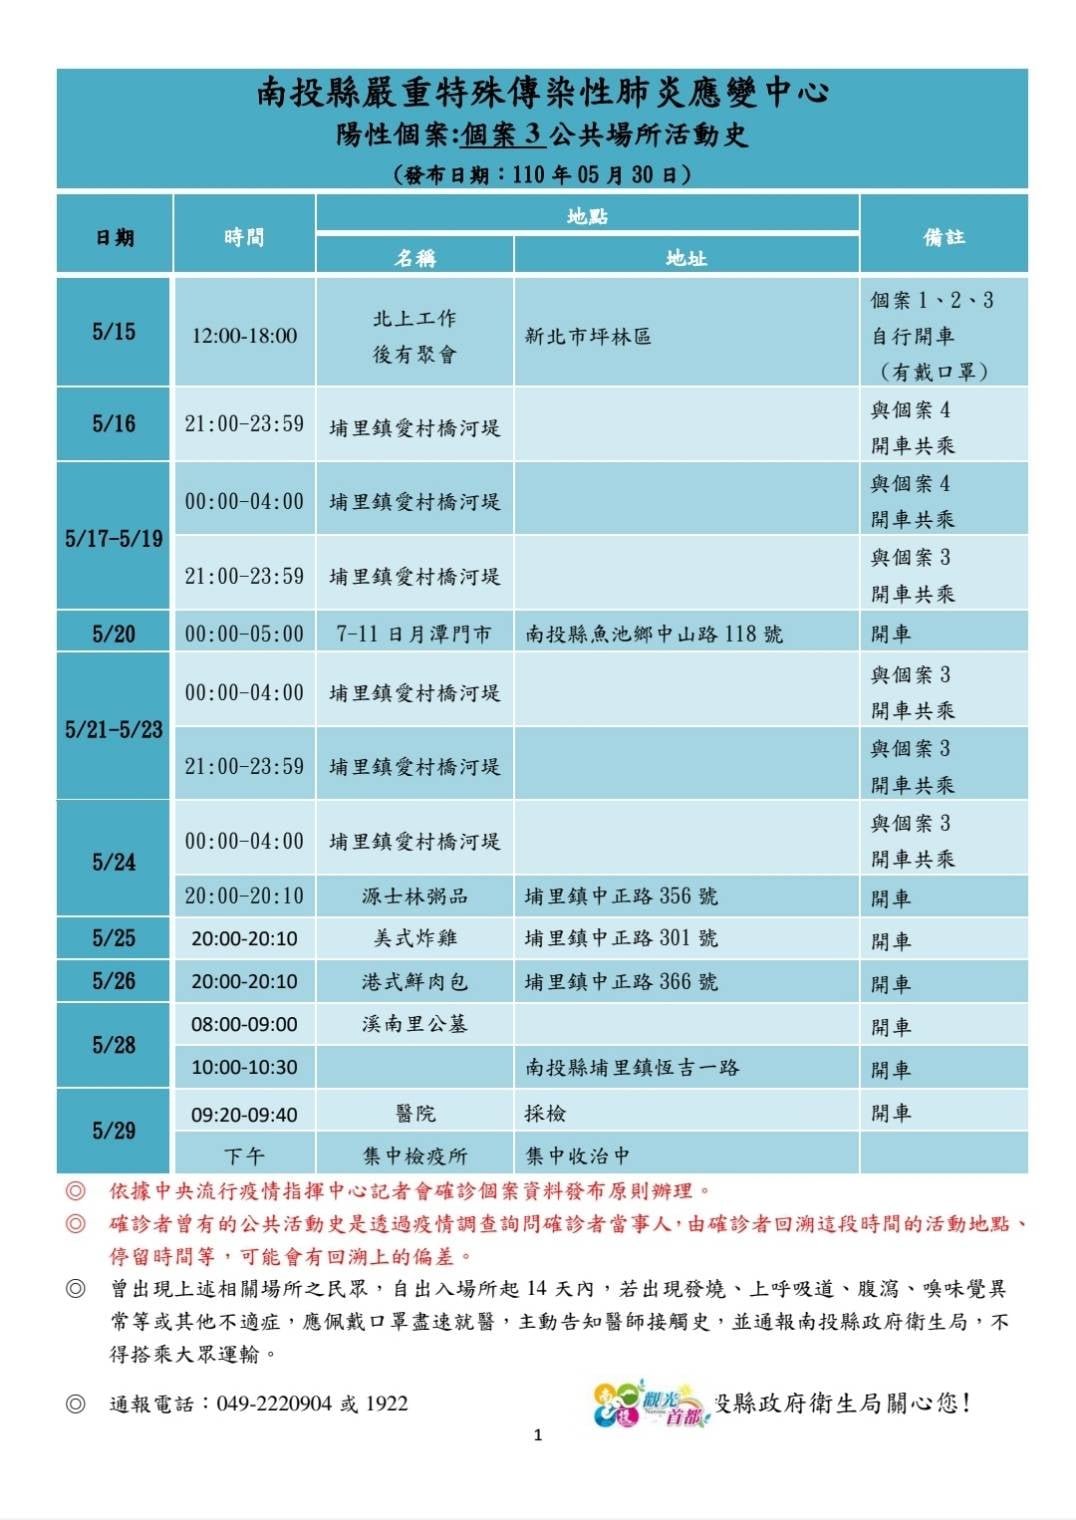 南投縣嚴重特殊傳染性肺炎應變中心
陽性個案:個案 3 公共場所活動史
(發布日期：110 年 05 月 30 日)
日期 時間 地點 備註
名稱 地址
5/15 12:00-18:00 北上工作 後有聚會 新北市坪林區 個案 1、2、3 自行開車 (有戴口罩)
5/16 21:00-23:59 埔里鎮愛村橋河堤 與個案 4 開車共乘
5/17-5/19 00:00-04:00 埔里鎮愛村橋河堤 與個案 4 開車共乘
21:00-23:59 埔里鎮愛村橋河堤 與個案 3 開車共乘
5/20 00:00-05:00 7-11 日月潭門市 南投縣魚池鄉中山路 118 號 開車
5/21-5/23 00:00-04:00 埔里鎮愛村橋河堤 與個案 3 開車共乘
21:00-23:59 埔里鎮愛村橋河堤 與個案 3 開車共乘
5/24 00:00-04:00 埔里鎮愛村橋河堤 與個案 3 開車共乘
20:00-20:10 源士林粥品 埔里鎮中正路 356 號 開車
5/25 20:00-20:10 美式炸雞 埔里鎮中正路 301 號 開車
5/26 20:00-20:10 港式鮮肉包 埔里鎮中正路 366 號 開車
5/28 08:00-09:00 溪南里公墓 開車
10:00-10:30 南投縣埔里鎮恆吉一路 開車
5/29 09:20-09:40 醫院 採檢 開車
下午 集中檢疫所 集中收治中
◎ 依據中央流行疫情指揮中心記者會確診個案資料發布原則辦理。
◎ 確診者曾有的公共活動史是透過疫情調查詢問確診者當事人，由確診者回溯這段時間的活動地點、
停留時間等，可能會有回溯上的偏差。
◎ 曾出現上述相關場所之民眾，自出入場所起 14 天內，若出現發燒、上呼吸道、腹瀉、嗅味覺異
常等或其他不適症，應佩戴口罩盡速就醫，主動告知醫師接觸史，並通報南投縣政府衛生局，不
得搭乘大眾運輸。
◎ 通報電話：049-2220904 或 1922
南投 觀光首都 投縣政府衛生局關心您!
1